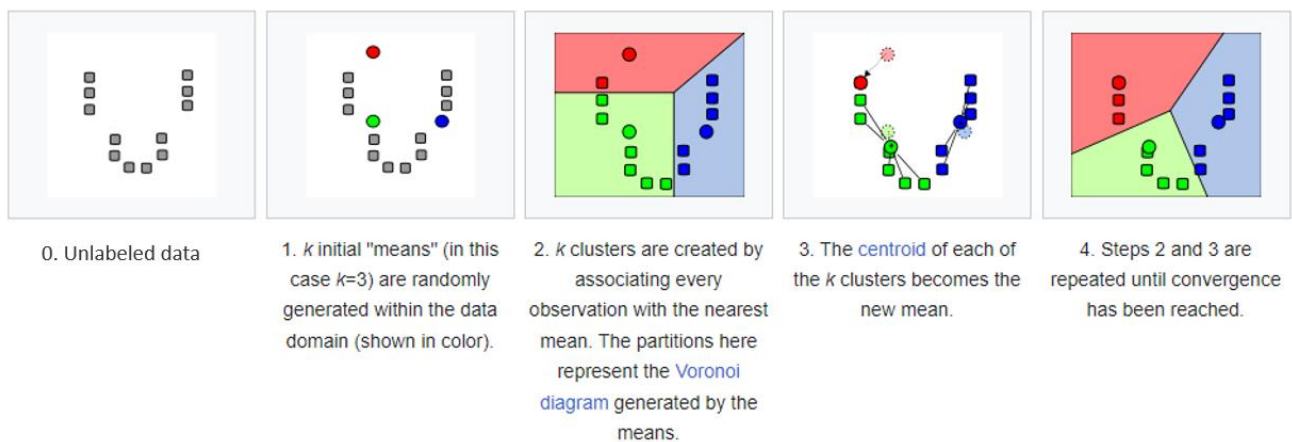 0. Unlabeled data
1. k initial "means" (in this
case k=3) are randomly
generated within the data
domain (shown in color).
2. k clusters are created by
associating every
observation with the nearest
mean. The partitions here
represent the Voronoi
diagram generated by the
means.
3. The centroid of each of
the k clusters becomes the
new mean.
4. Steps 2 and 3 are
repeated until convergence
has been reached.